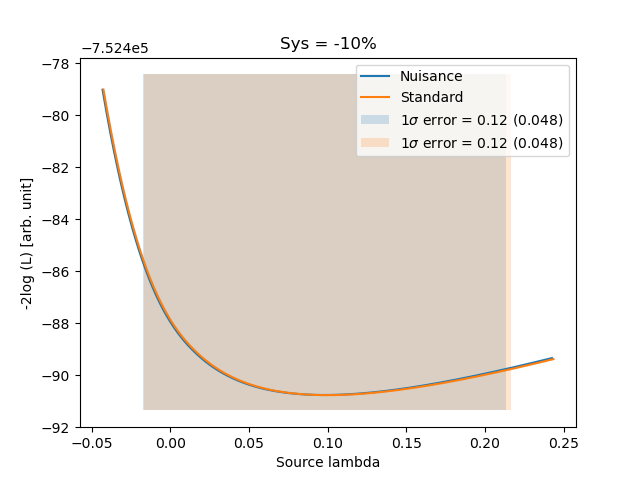 Sys = -10%
−7.524e5
−78
−80
−82
−84
−86
−88
−90
−92
-2log (L) [arb. unit]
Nuisance
Standard
1σ error = 0.12 (0.048)
1σ error = 0.12 (0.048)
−0.05 0.00 0.05 0.10 0.15 0.20 0.25
Source lambda